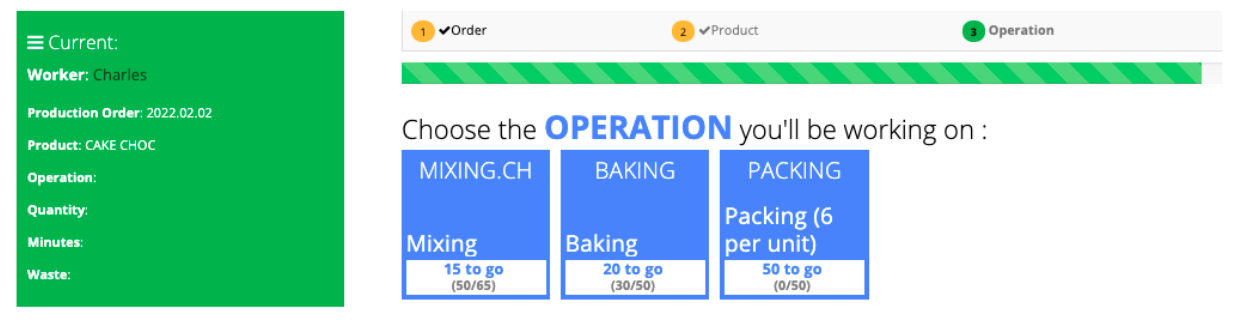 Current:
Worker: Charles
Production Order: 2022.02.02
Product: CAKE CHOC
Operation:
Quantity:
Minutes:
Waste:
1 ✔Order
2 ✔Product
3 Operation
Choose the OPERATION you'll be working on :
MIXING.CH
Mixing
15 to go
(50/65)
BAKING
Baking
20 to go
(30/50)
PACKING
Packing (6
per unit)
50 to go
(0/50)